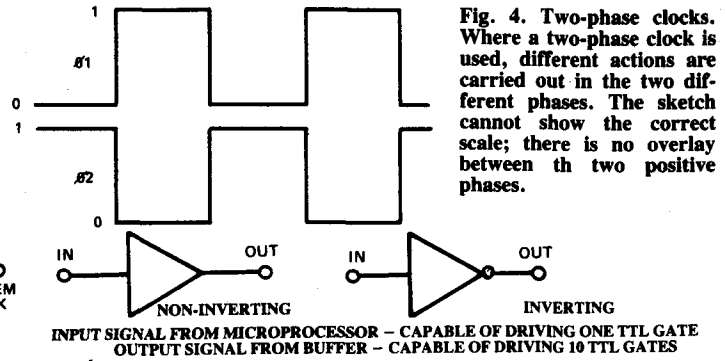 1
ø1
0
1
ø2
0
Fig. 4. Two-phase clocks.
Where a two-phase clock is
used, different actions are
carried out in the two dif-
ferent phases. The sketch
cannot show the correct
scale; there is no overlay
between th two positive
phases.
IN
OUT
IN
OUT
EM
K
NON-INVERTING
INVERTING
INPUT SIGNAL FROM MICROPROCESSOR – CAPABLE OF DRIVING ONE TTL GATE
OUTPUT SIGNAL FROM BUFFER – CAPABLE OF DRIVING 10 TTL GATES